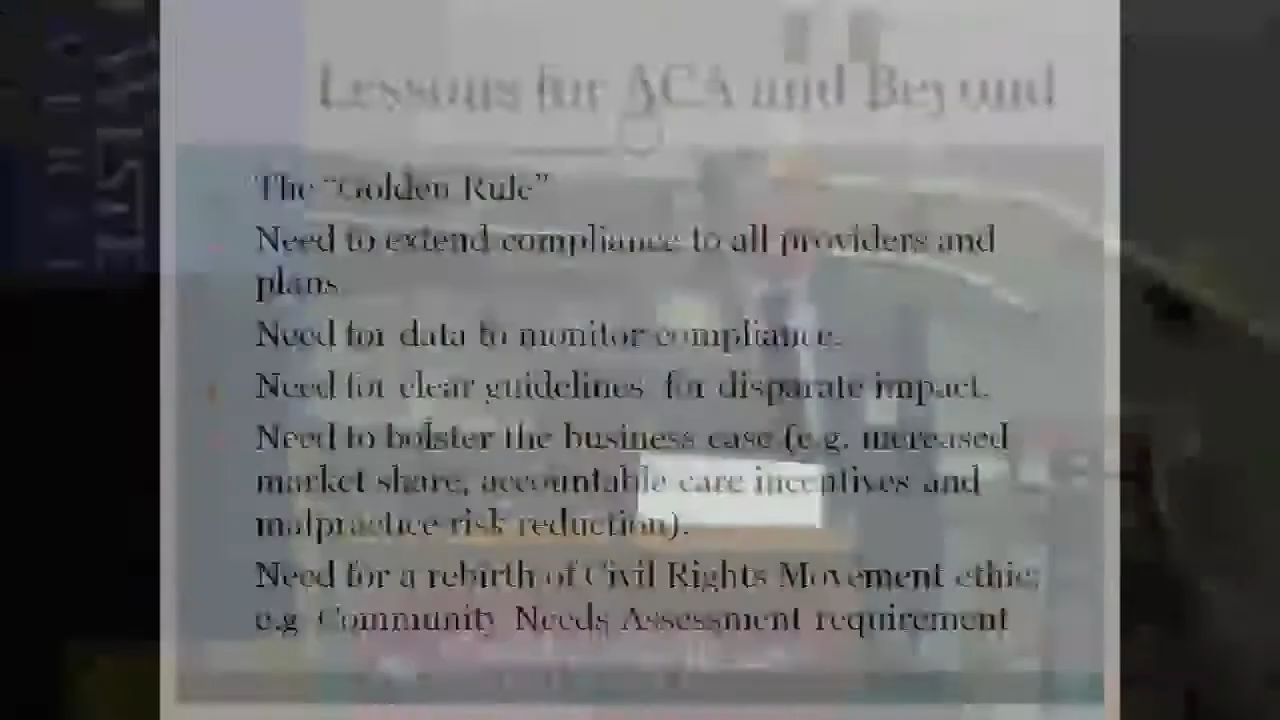 Lessons for ACA and Beyond
The “Golden Rule”
Need to extend compliance to all providers and
plans.
Need for data to monitor compliance.
Need for clear guidelines for disparate impact.
Need to bolster the business case (e.g. increased
market share, accountable care incentives and
malpractice risk reduction).
Need for a rebirth of Civil Rights Movement ethic;
e.g. Community Needs Assessment requirement